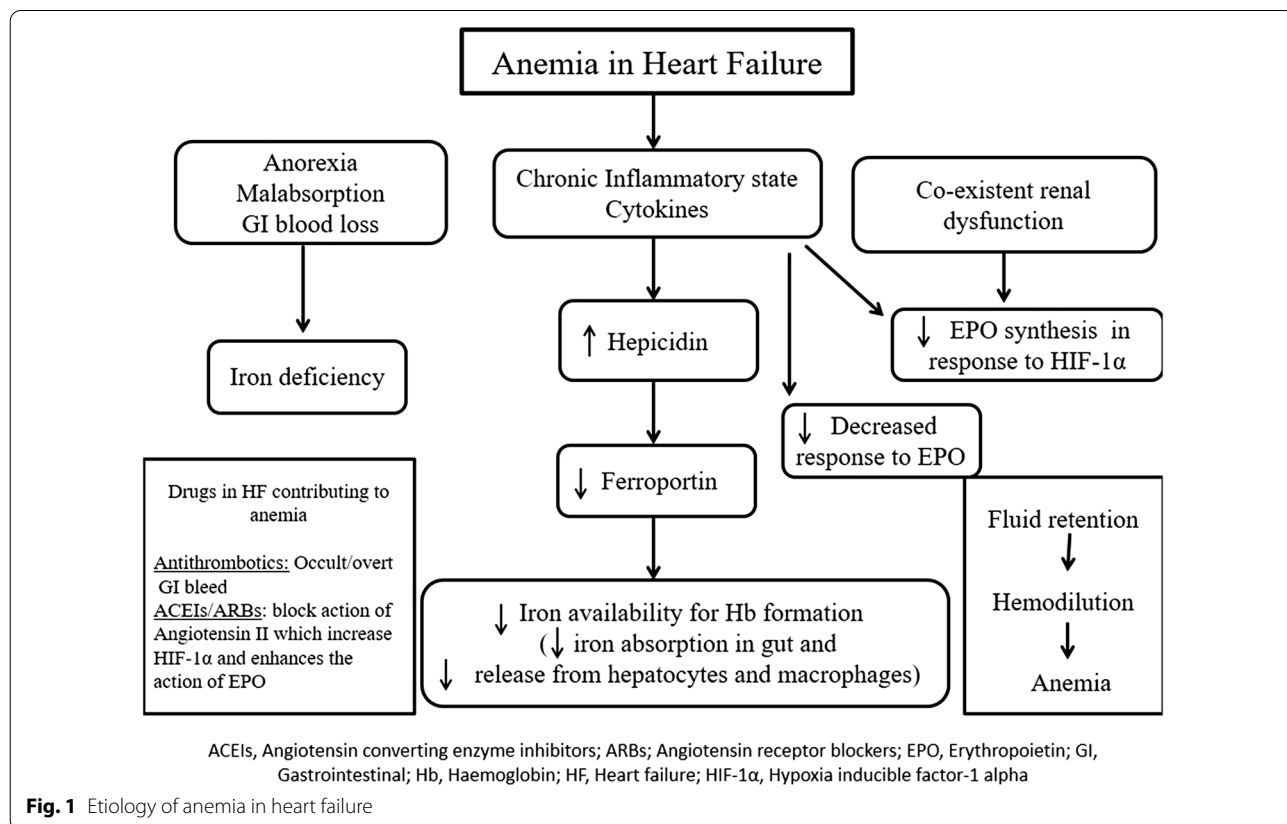 Anemia in Heart Failure
Anorexia
Malabsorption
GI blood loss
Chronic Inflammatory state
Cytokines
Co-existent renal
dysfunction
Iron deficiency
↑ Hepicidin
↓ EPO synthesis in
response to HIF-1α
↓ Decreased
response to EPO
↓ Ferroportin
Drugs in HF contributing to
anemia
Antithrombotics: Occult/overt
GI bleed
ACEIs/ARBs: block action of
Angiotensin II which increase
HIF-1α and enhances the
action of EPO
↓ Iron availability for Hb formation
(↓ iron absorption in gut and
↓ release from hepatocytes and macrophages)
Fluid retention
Hemodilution
Anemia
ACEIs, Angiotensin converting enzyme inhibitors; ARBs; Angiotensin receptor blockers; EPO, Erythropoietin; GI,
Gastrointestinal; Hb, Haemoglobin; HF, Heart failure; HIF-1α, Hypoxia inducible factor-1 alpha
Fig. 1 Etiology of anemia in heart failure